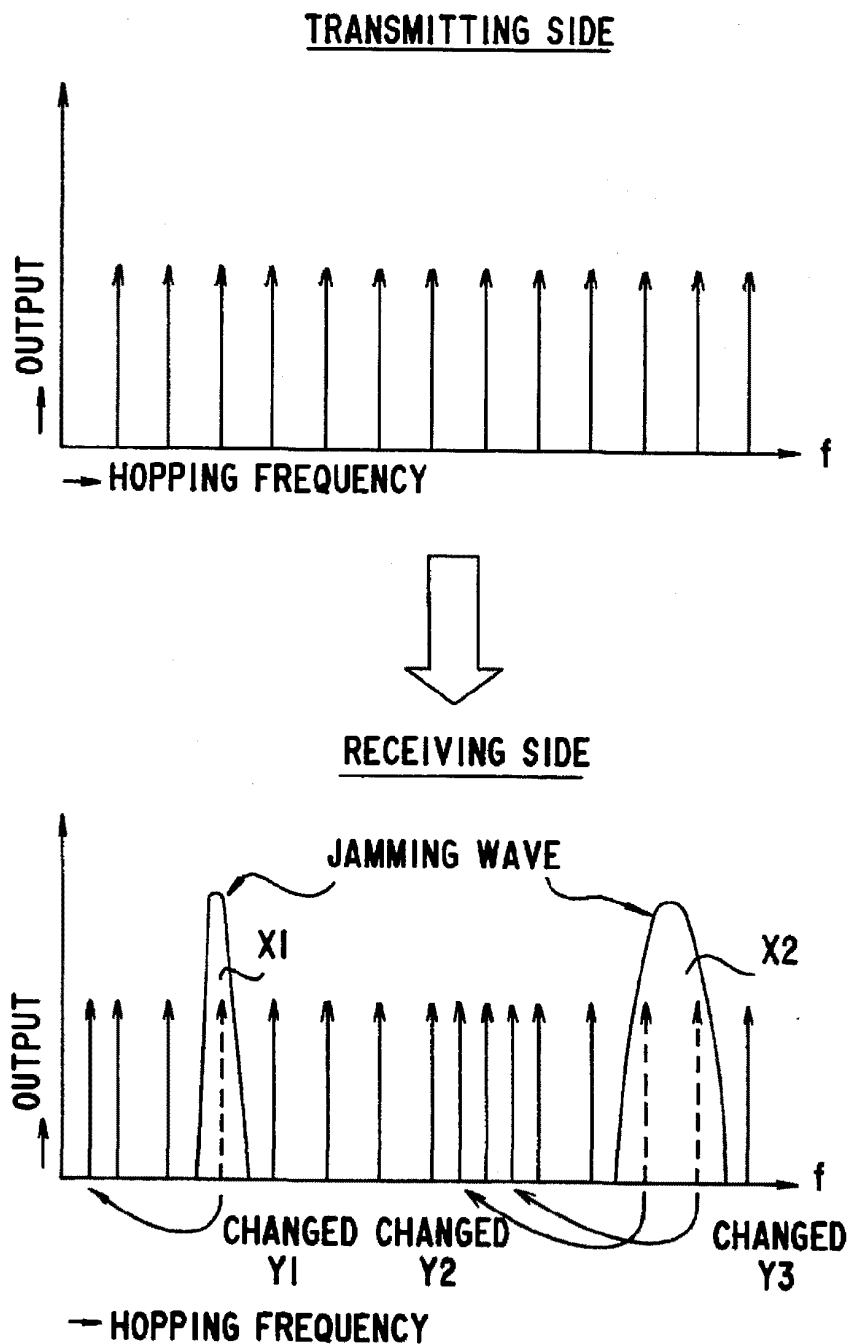 TRANSMITTING SIDE
→ OUTPUT
f
→ HOPPING FREQUENCY
RECEIVING SIDE
JAMMING WAVE
X1
X2
→ OUTPUT
f
CHANGED Y1
CHANGED Y2
CHANGED Y3
→ HOPPING FREQUENCY